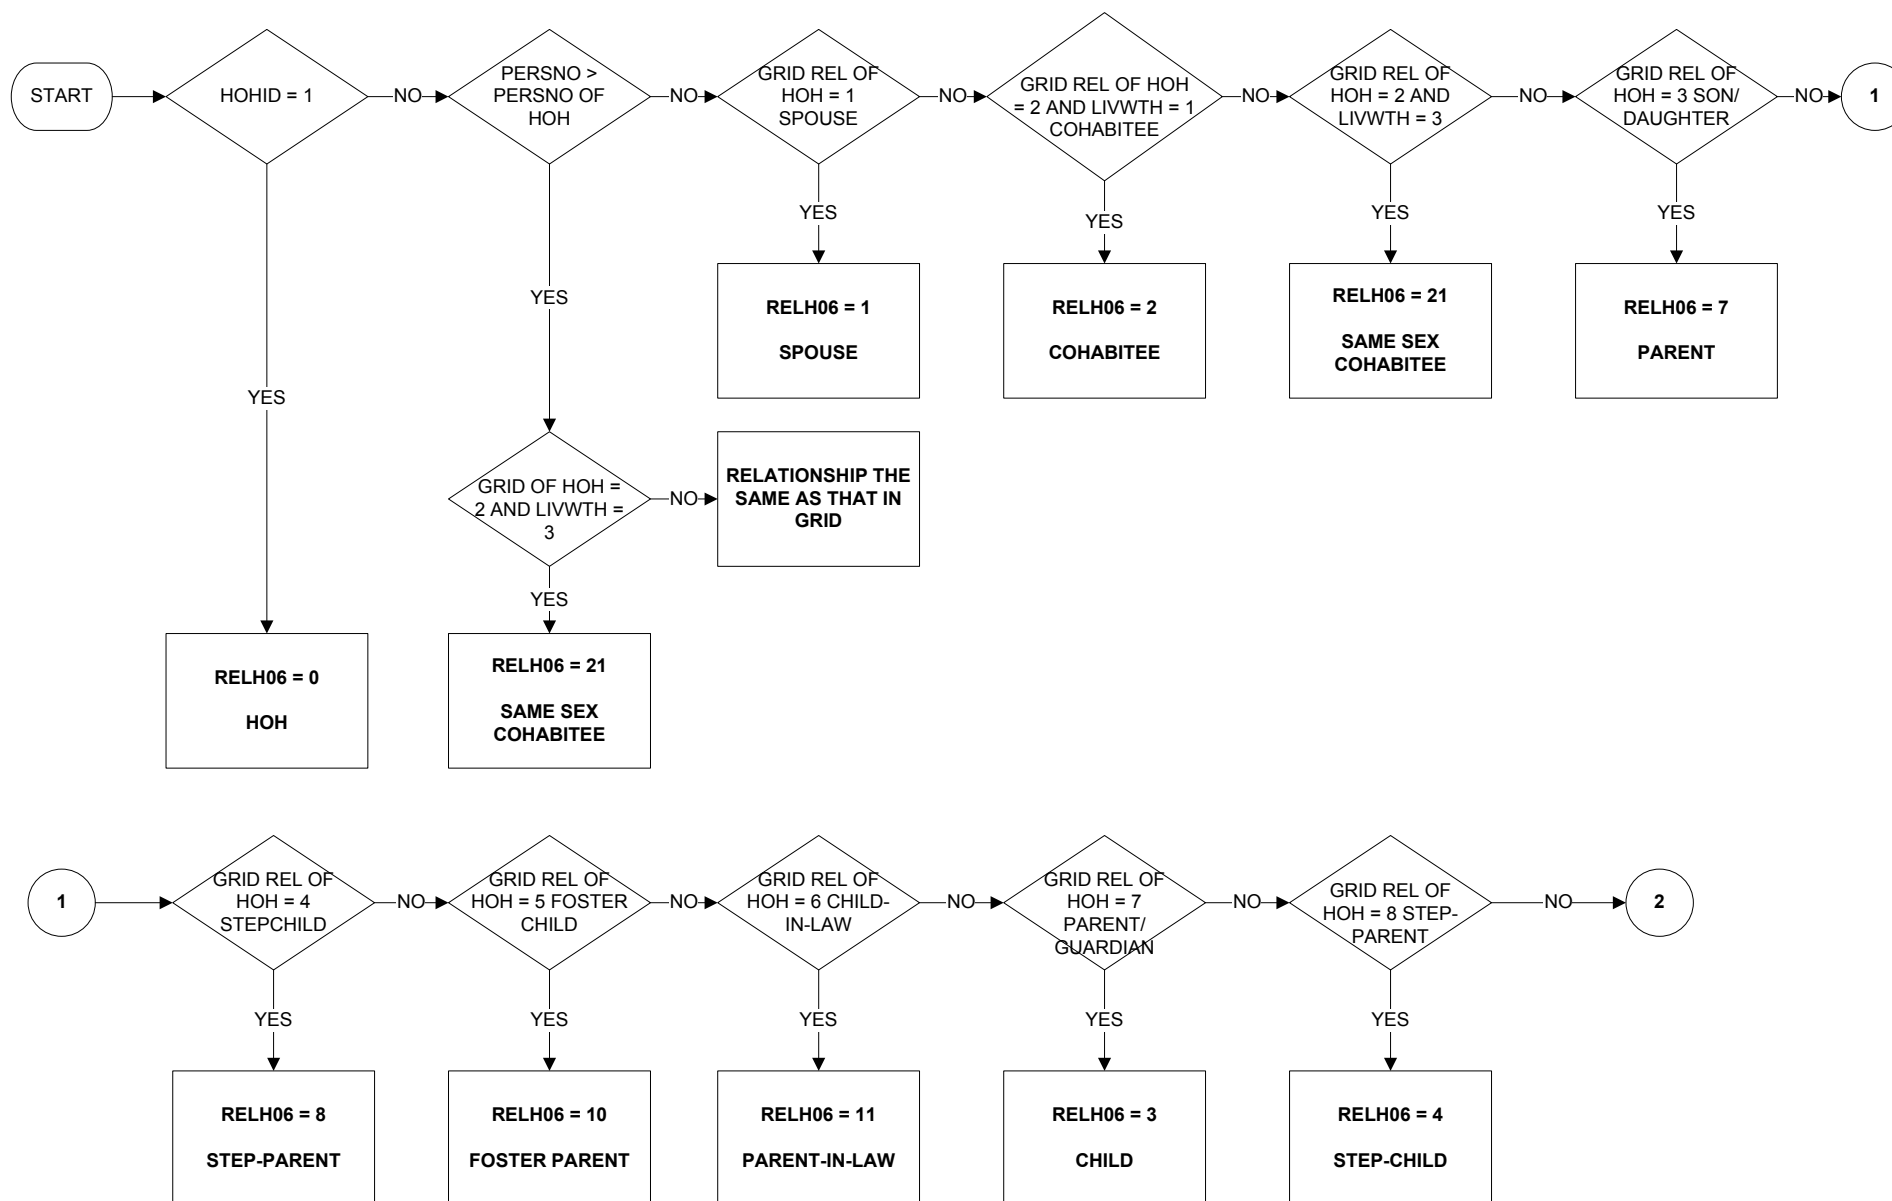 START
HOHID = 1
NO
PERSNO >
PERSNO OF
HOH
NO
GRID REL OF
HOH = 1
SPOUSE
NO
GRID REL OF HOH
= 2 AND LIVWTH = 1
COHABITEE
NO
GRID REL OF
HOH = 2 AND
LIVWTH = 3
NO
GRID REL OF
HOH = 3 SON/
DAUGHTER
NO
1
YES
YES
YES
YES
YES
YES
RELH06 = 1
SPOUSE
RELH06 = 2
COHABITEE
RELH06 = 21
SAME SEX
COHABITEE
RELH06 = 7
PARENT
GRID OF HOH =
2 AND LIVWTH =
3
NO
RELATIONSHIP THE
SAME AS THAT IN
GRID
YES
RELH06 = 0
HOH
RELH06 = 21
SAME SEX
COHABITEE
1
GRID REL OF
HOH = 4
STEPCHILD
NO
GRID REL OF
HOH = 5 FOSTER
CHILD
NO
GRID REL OF
HOH = 6 CHILD-
IN-LAW
NO
GRID REL OF
HOH = 7
PARENT/
GUARDIAN
NO
GRID REL OF
HOH = 8 STEP-
PARENT
NO
2
YES
YES
YES
YES
YES
RELH06 = 8
STEP-PARENT
RELH06 = 10
FOSTER PARENT
RELH06 = 11
PARENT-IN-LAW
RELH06 = 3
CHILD
RELH06 = 4
STEP-CHILD